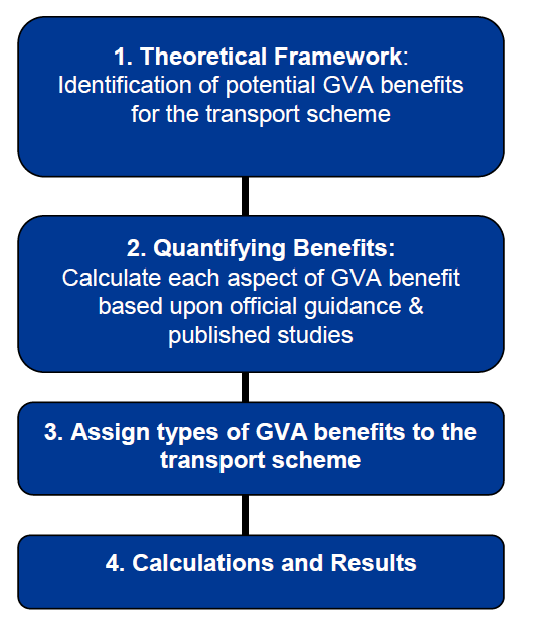 1. Theoretical Framework:
Identification of potential GVA benefits
for the transport scheme
2. Quantifying Benefits:
Calculate each aspect of GVA benefit
based upon official guidance &
published studies
3. Assign types of GVA benefits to the
transport scheme
4. Calculations and Results